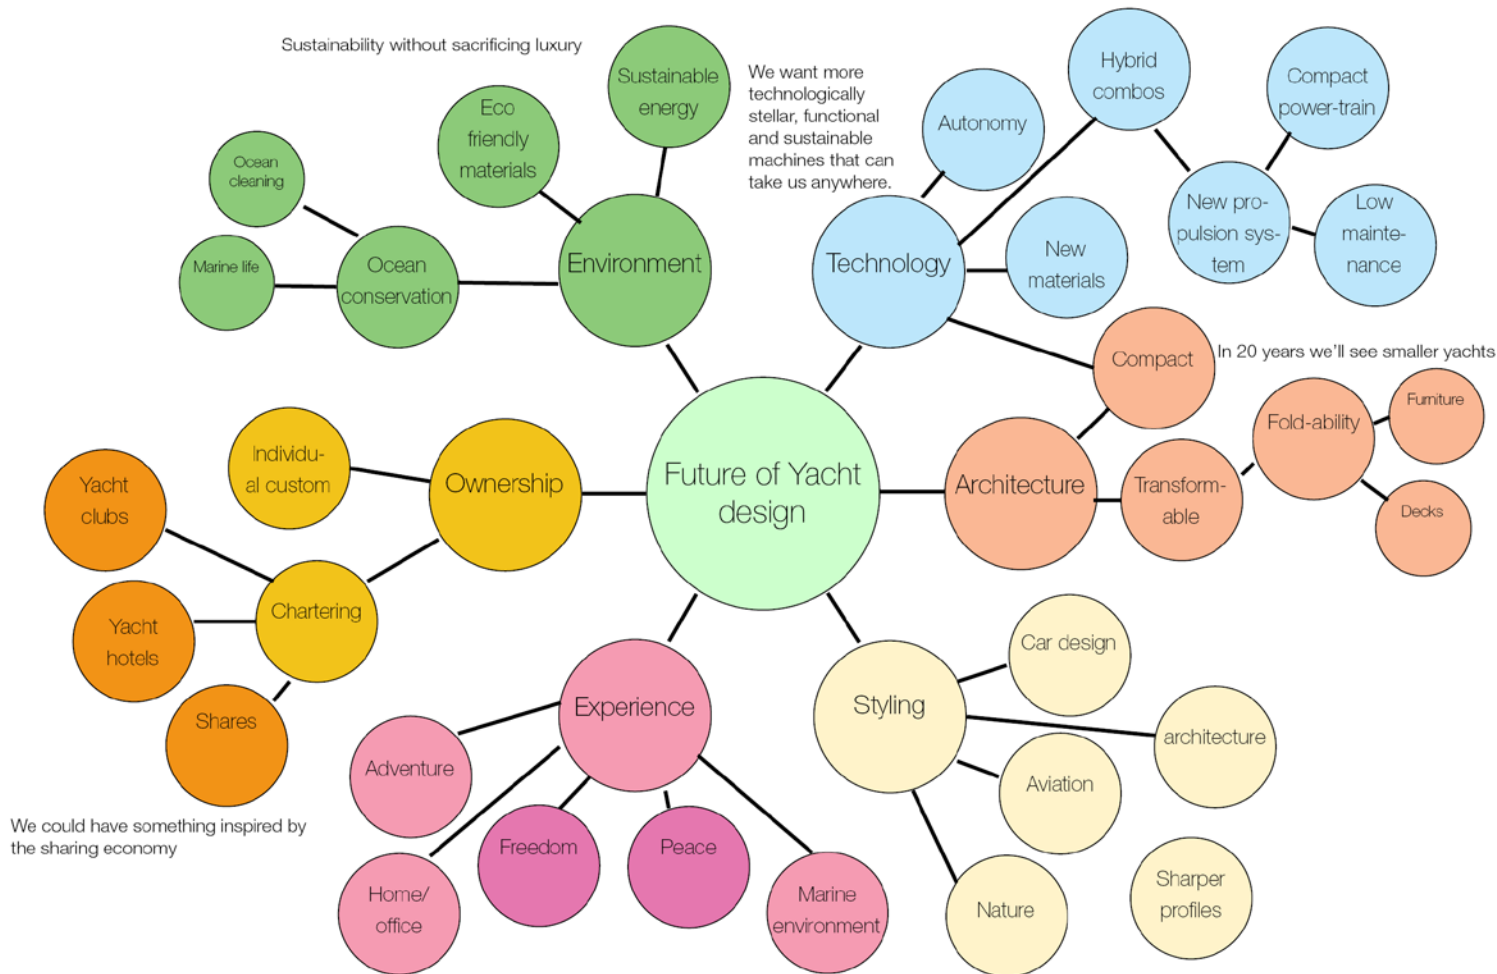 Sustainability without sacrificing luxury
Sustainable
energy
Eco
friendly
materials
Ocean
cleaning
Marine life
Ocean
conservation
Environment
We want more
technologically
stellar, functional
and sustainable
machines that can
take us anywhere.
Technology
Autonomy
Hybrid
combos
Compact
power-train
New pro-
pulsion sys-
tem
Low
mainte-
nance
New
materials
Compact
In 20 years we'll see smaller yachts
Future of Yacht
design
Architecture
Transform-
able
Fold-ability
Furniture
Decks
Ownership
Individu-
al custom
Chartering
Yacht
clubs
Yacht
hotels
Shares
We could have something inspired by
the sharing economy
Experience
Adventure
Home/
office
Freedom
Peace
Marine
environment
Styling
Car design
architecture
Aviation
Nature
Sharper
profiles